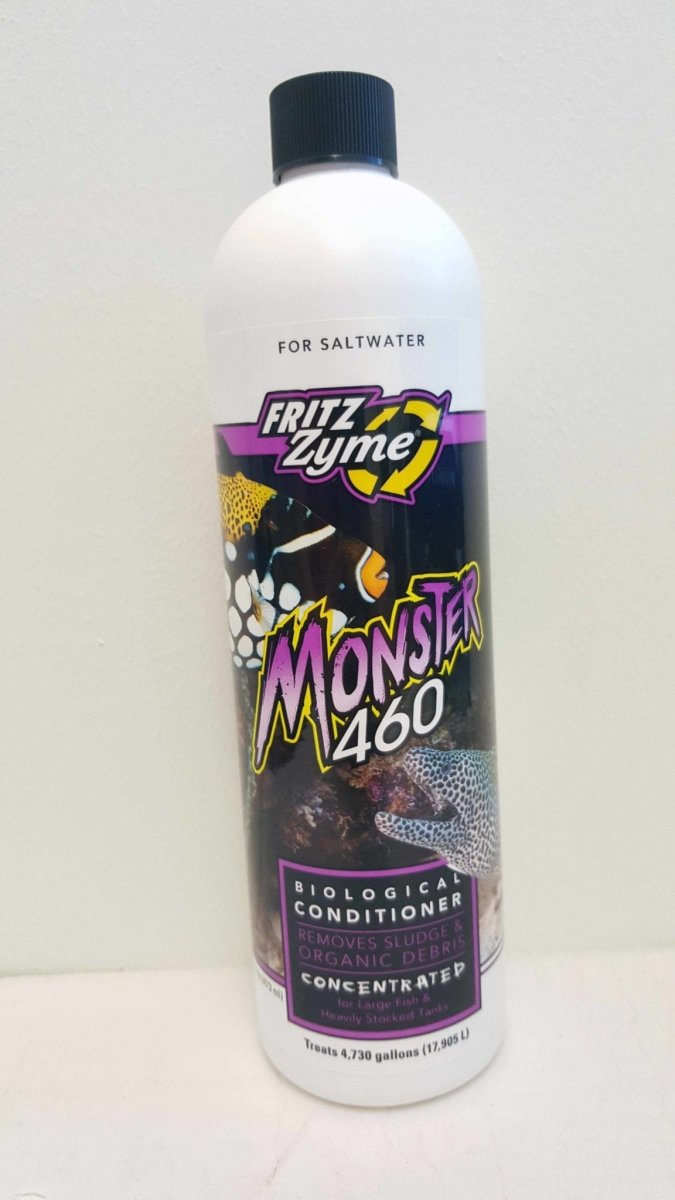 FOR SALTWATER
FRITZ
Zyme®
MONSTER
460
BIOLOGICAL
CONDITIONER
REMOVES SLUDGE &
ORGANIC DEBRIS
CONCENTRATED
for Large Fish &
Heavily Stocked Tanks
Treats 4,730 gallons (17,905 L)